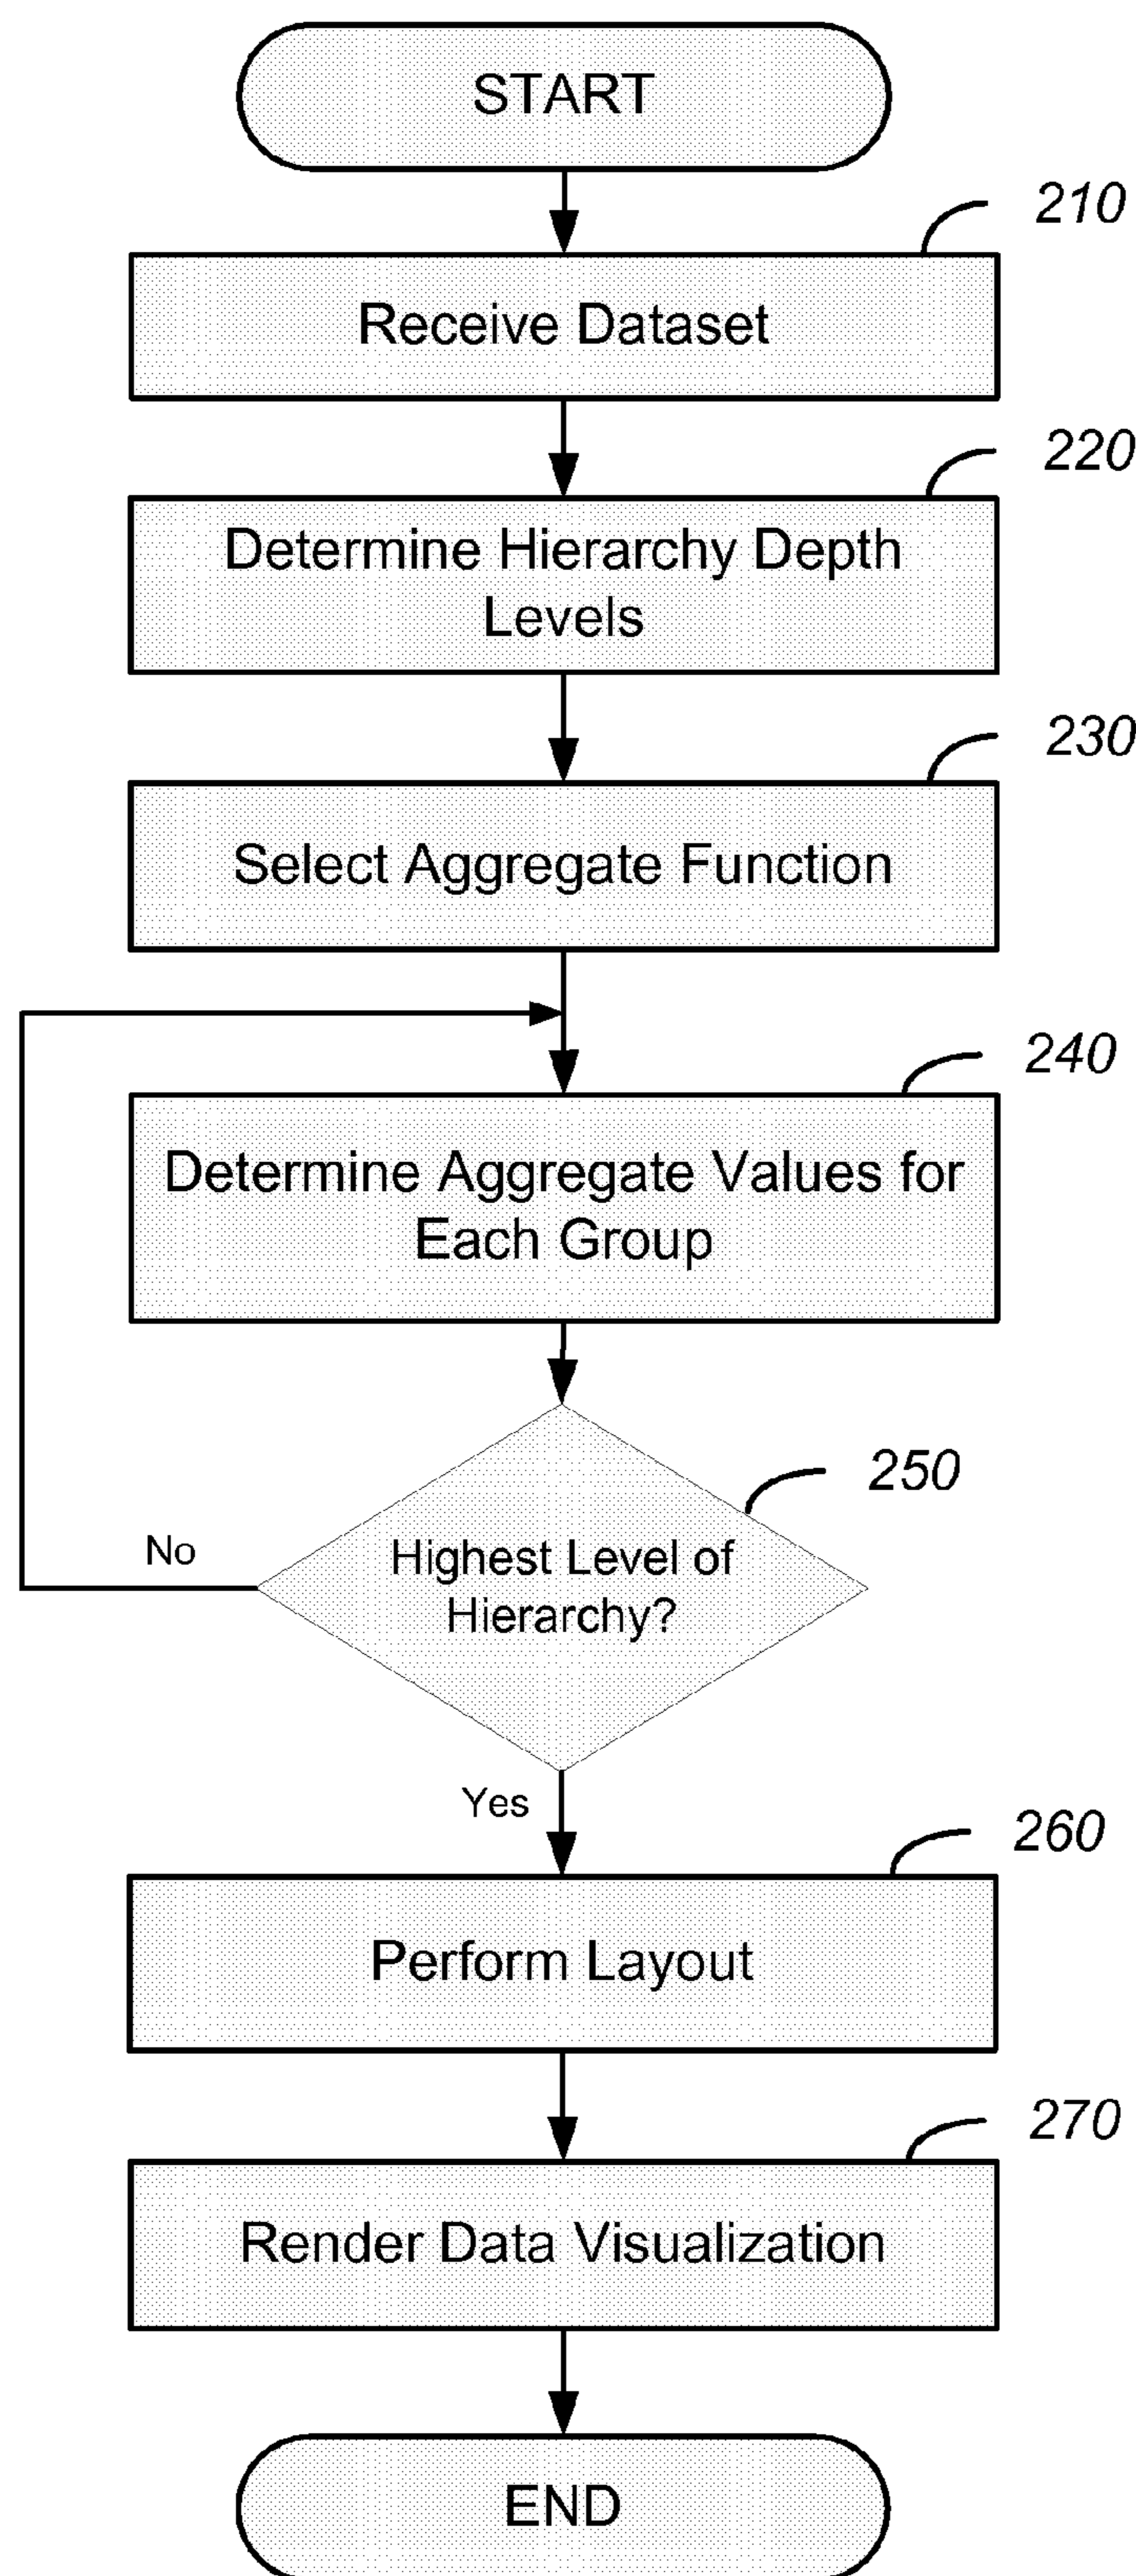 START
210
Receive Dataset
220
Determine Hierarchy Depth
Levels
230
Select Aggregate Function
240
Determine Aggregate Values for
Each Group
250
Highest Level of
Hierarchy?
No
Yes
260
Perform Layout
270
Render Data Visualization
END